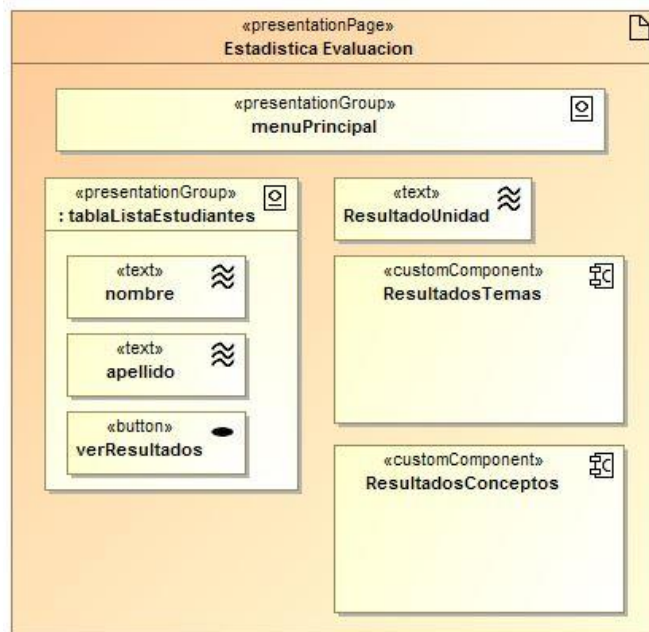 «presentationPage»
Estadistica Evaluacion
«presentationGroup»
menuPrincipal
«presentationGroup»
: tablaListaEstudiantes
«text»
nombre
«text»
apellido
«button»
verResultados
«text»
ResultadoUnidad
«customComponent»
ResultadosTemas
«customComponent»
ResultadosConceptos